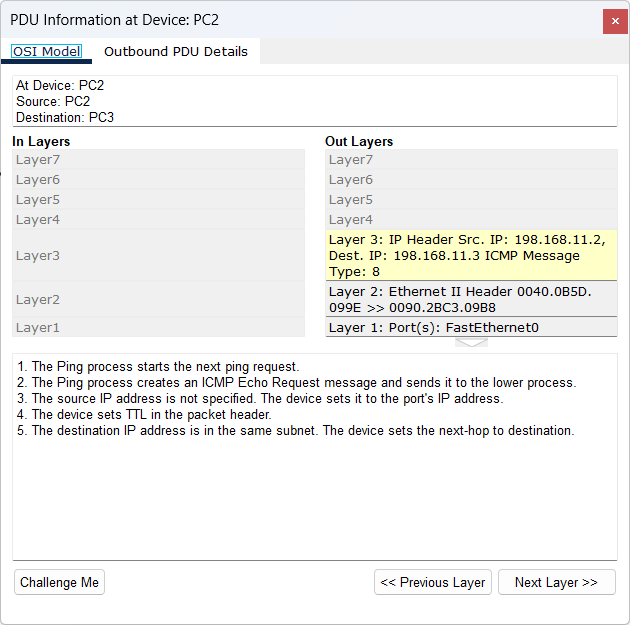 PDU Information at Device: PC2
OSI Model
Outbound PDU Details
At Device: PC2
Source: PC2
Destination: PC3
In Layers
Layer7
Layer6
Layer5
Layer4
Layer3
Layer2
Layer1
Out Layers
Layer7
Layer6
Layer5
Layer4
Layer 3: IP Header Src. IP: 198.168.11.2,
Dest. IP: 198.168.11.3 ICMP Message
Type: 8
Layer 2: Ethernet II Header 0040.0B5D.
099E >> 0090.2BC3.09B8
Layer 1: Port(s): FastEthernet0
1. The Ping process starts the next ping request.
2. The Ping process creates an ICMP Echo Request message and sends it to the lower process.
3. The source IP address is not specified. The device sets it to the port's IP address.
4. The device sets TTL in the packet header.
5. The destination IP address is in the same subnet. The device sets the next-hop to destination.
Challenge Me
<< Previous Layer
Next Layer >>